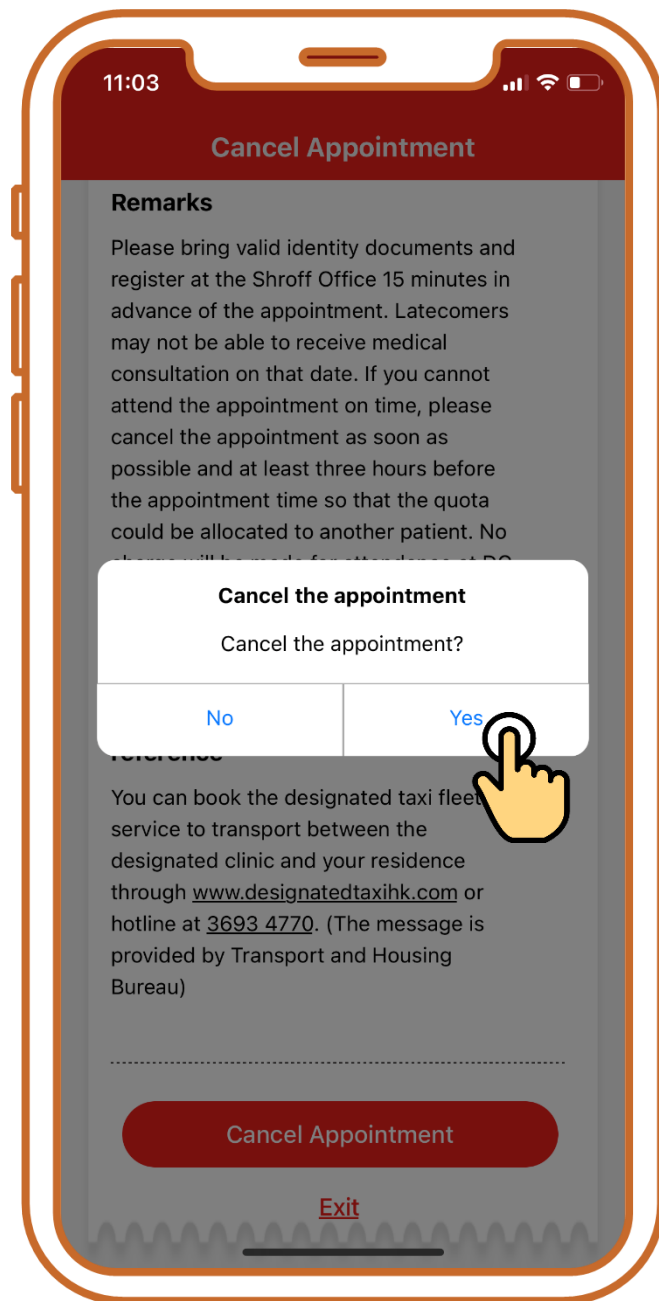 11:03
Cancel Appointment
Remarks
Please bring valid identity documents and
register at the Shroff Office 15 minutes in
advance of the appointment. Latecomers
may not be able to receive medical
consultation on that date. If you cannot
attend the appointment on time, please
cancel the appointment as soon as
possible and at least three hours before
the appointment time so that the quota
could be allocated to another patient. No
Cancel the appointment
Cancel the appointment?
No
Yes
reference
You can book the designated taxi fleet
service to transport between the
designated clinic and your residence
through www.designatedtaxihk.com or
hotline at 3693 4770. (The message is
provided by Transport and Housing
Bureau)
Cancel Appointment
Exit